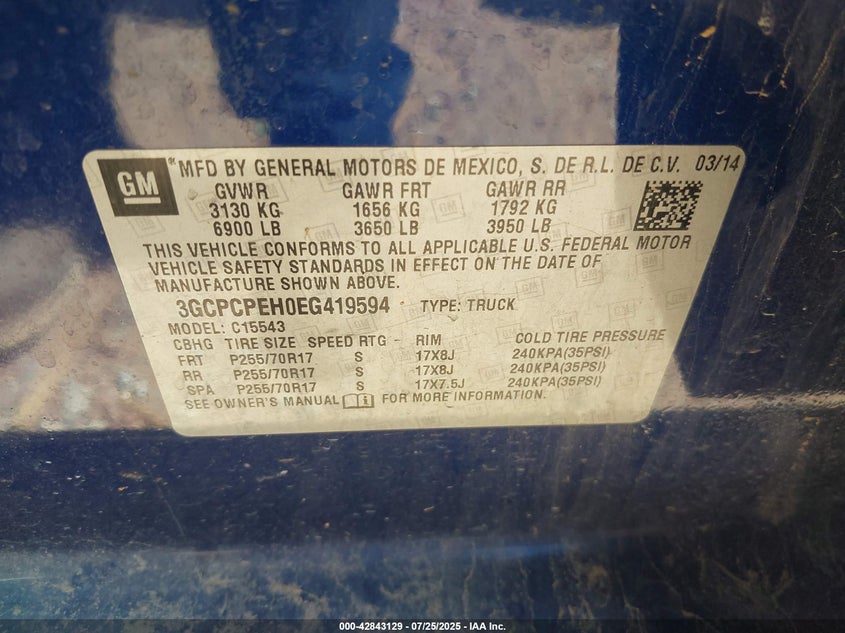 GM ® MFD BY GENERAL MOTORS DE MEXICO, S. DE R.L. DE C.V. 03/14
GVWR GAWR FRT GAWR RR
3130 KG 1656 KG 1792 KG
6900 LB 3650 LB 3950 LB
THIS VEHICLE CONFORMS TO ALL APPLICABLE U.S. FEDERAL MOTOR
VEHICLE SAFETY STANDARDS IN EFFECT ON THE DATE OF
MANUFACTURE SHOWN ABOVE.
3GCPCPEH0EG419594 TYPE: TRUCK
MODEL: C15543
CBHG TIRE SIZE SPEED RTG - RIM COLD TIRE PRESSURE
FRT P255/70R17 S -17X8J 240KPA(35PSI)
RR P255/70R17 S -17X8J 240KPA(35PSI)
SPA P255/70R17 S -17X7.5J 240KPA(35PSI)
SEE OWNER'S MANUAL FOR MORE INFORMATION.
000-42843129 - 07/25/2025 - IAA Inc.